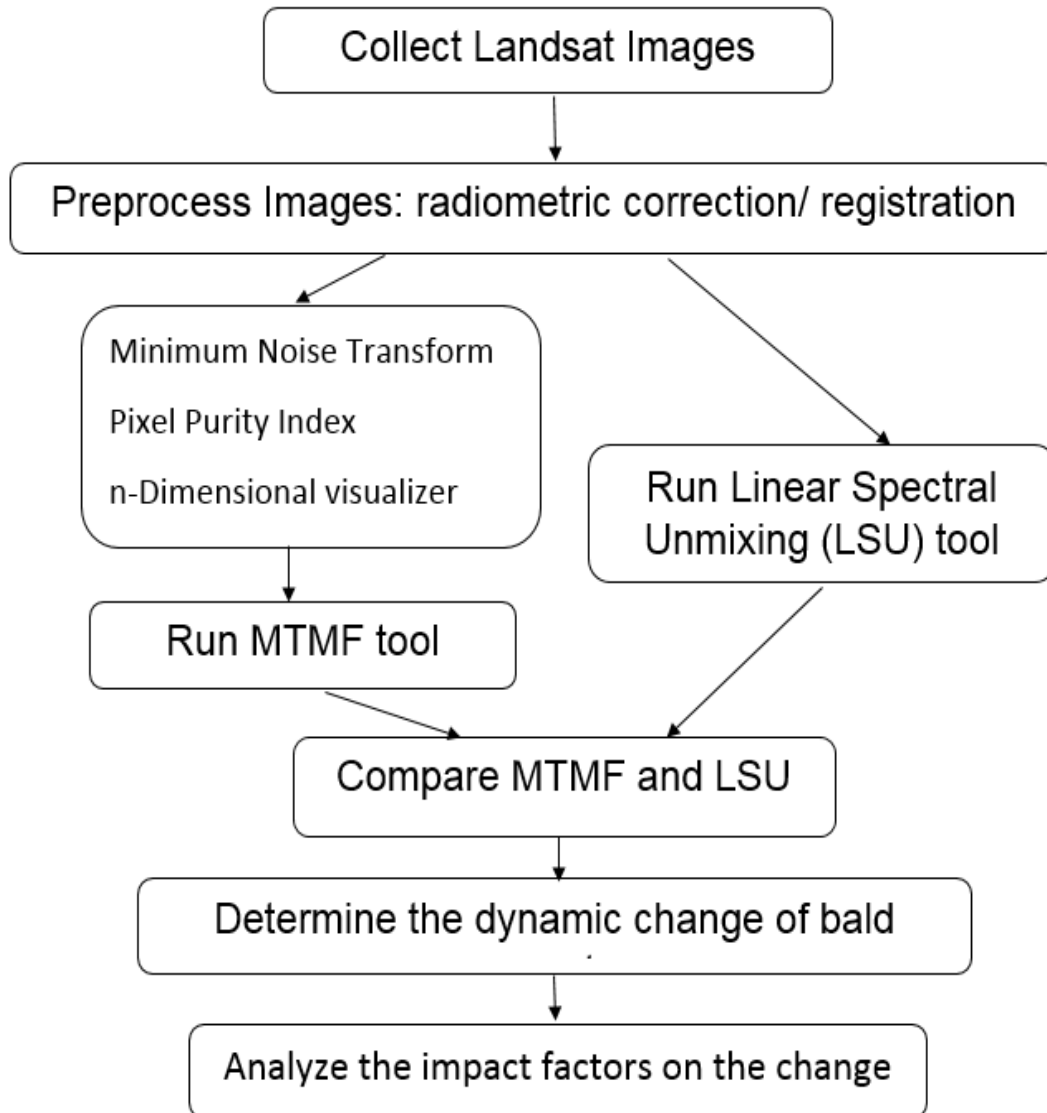 Collect Landsat Images
Preprocess Images: radiometric correction/ registration
Minimum Noise Transform
Pixel Purity Index
n-Dimensional visualizer
Run Linear Spectral
Unmixing (LSU) tool
Run MTMF tool
Compare MTMF and LSU
Determine the dynamic change of bald
Analyze the impact factors on the change